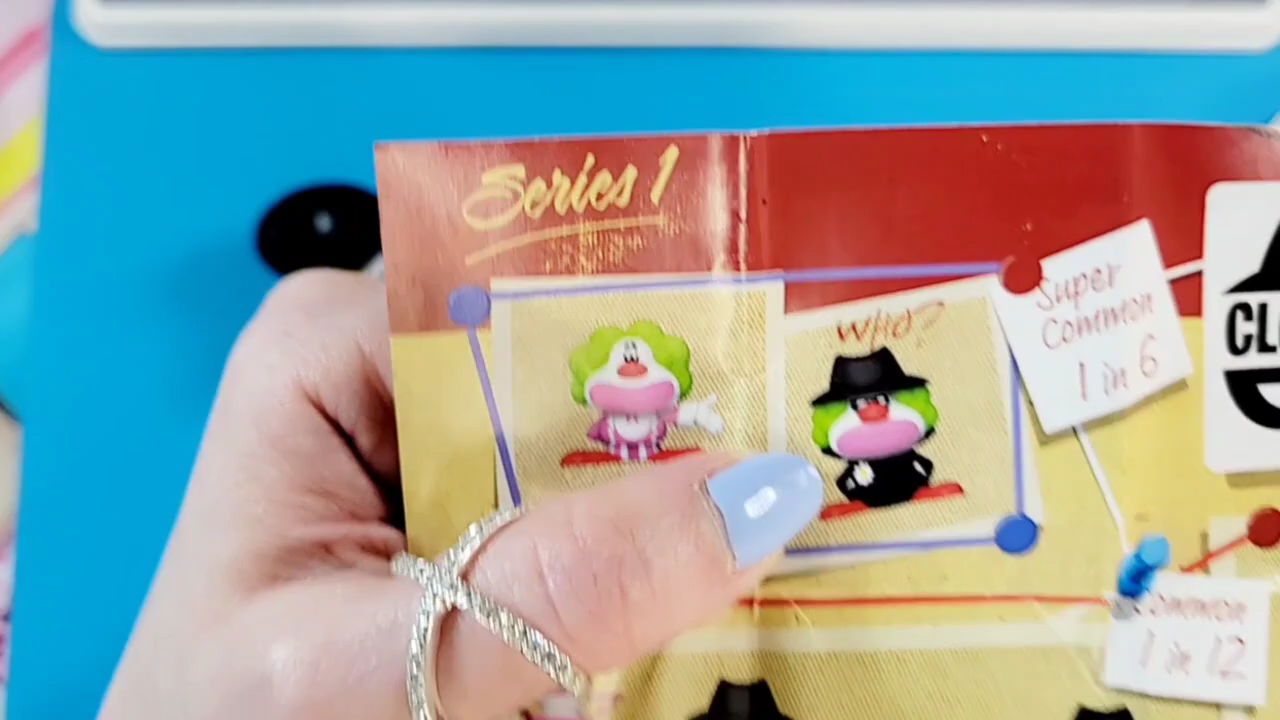 Series 1
Who?
Super
Common
1 in 6
CL
Common
1 in 12